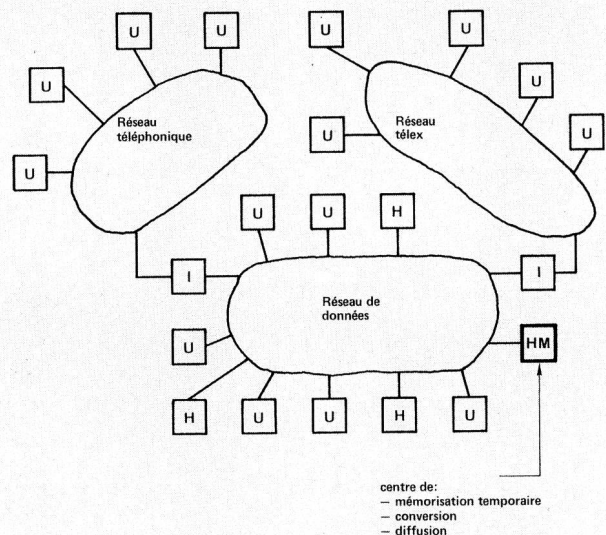 U
U
U
U
U
U
Réseau
téléphonique
Réseau
télex
U
U
U
U
U
U
U
H
I
I
Réseau de
données
U
HM
H
U
U
H
U
centre de:
— mémorisation temporaire
— conversion
— diffusion